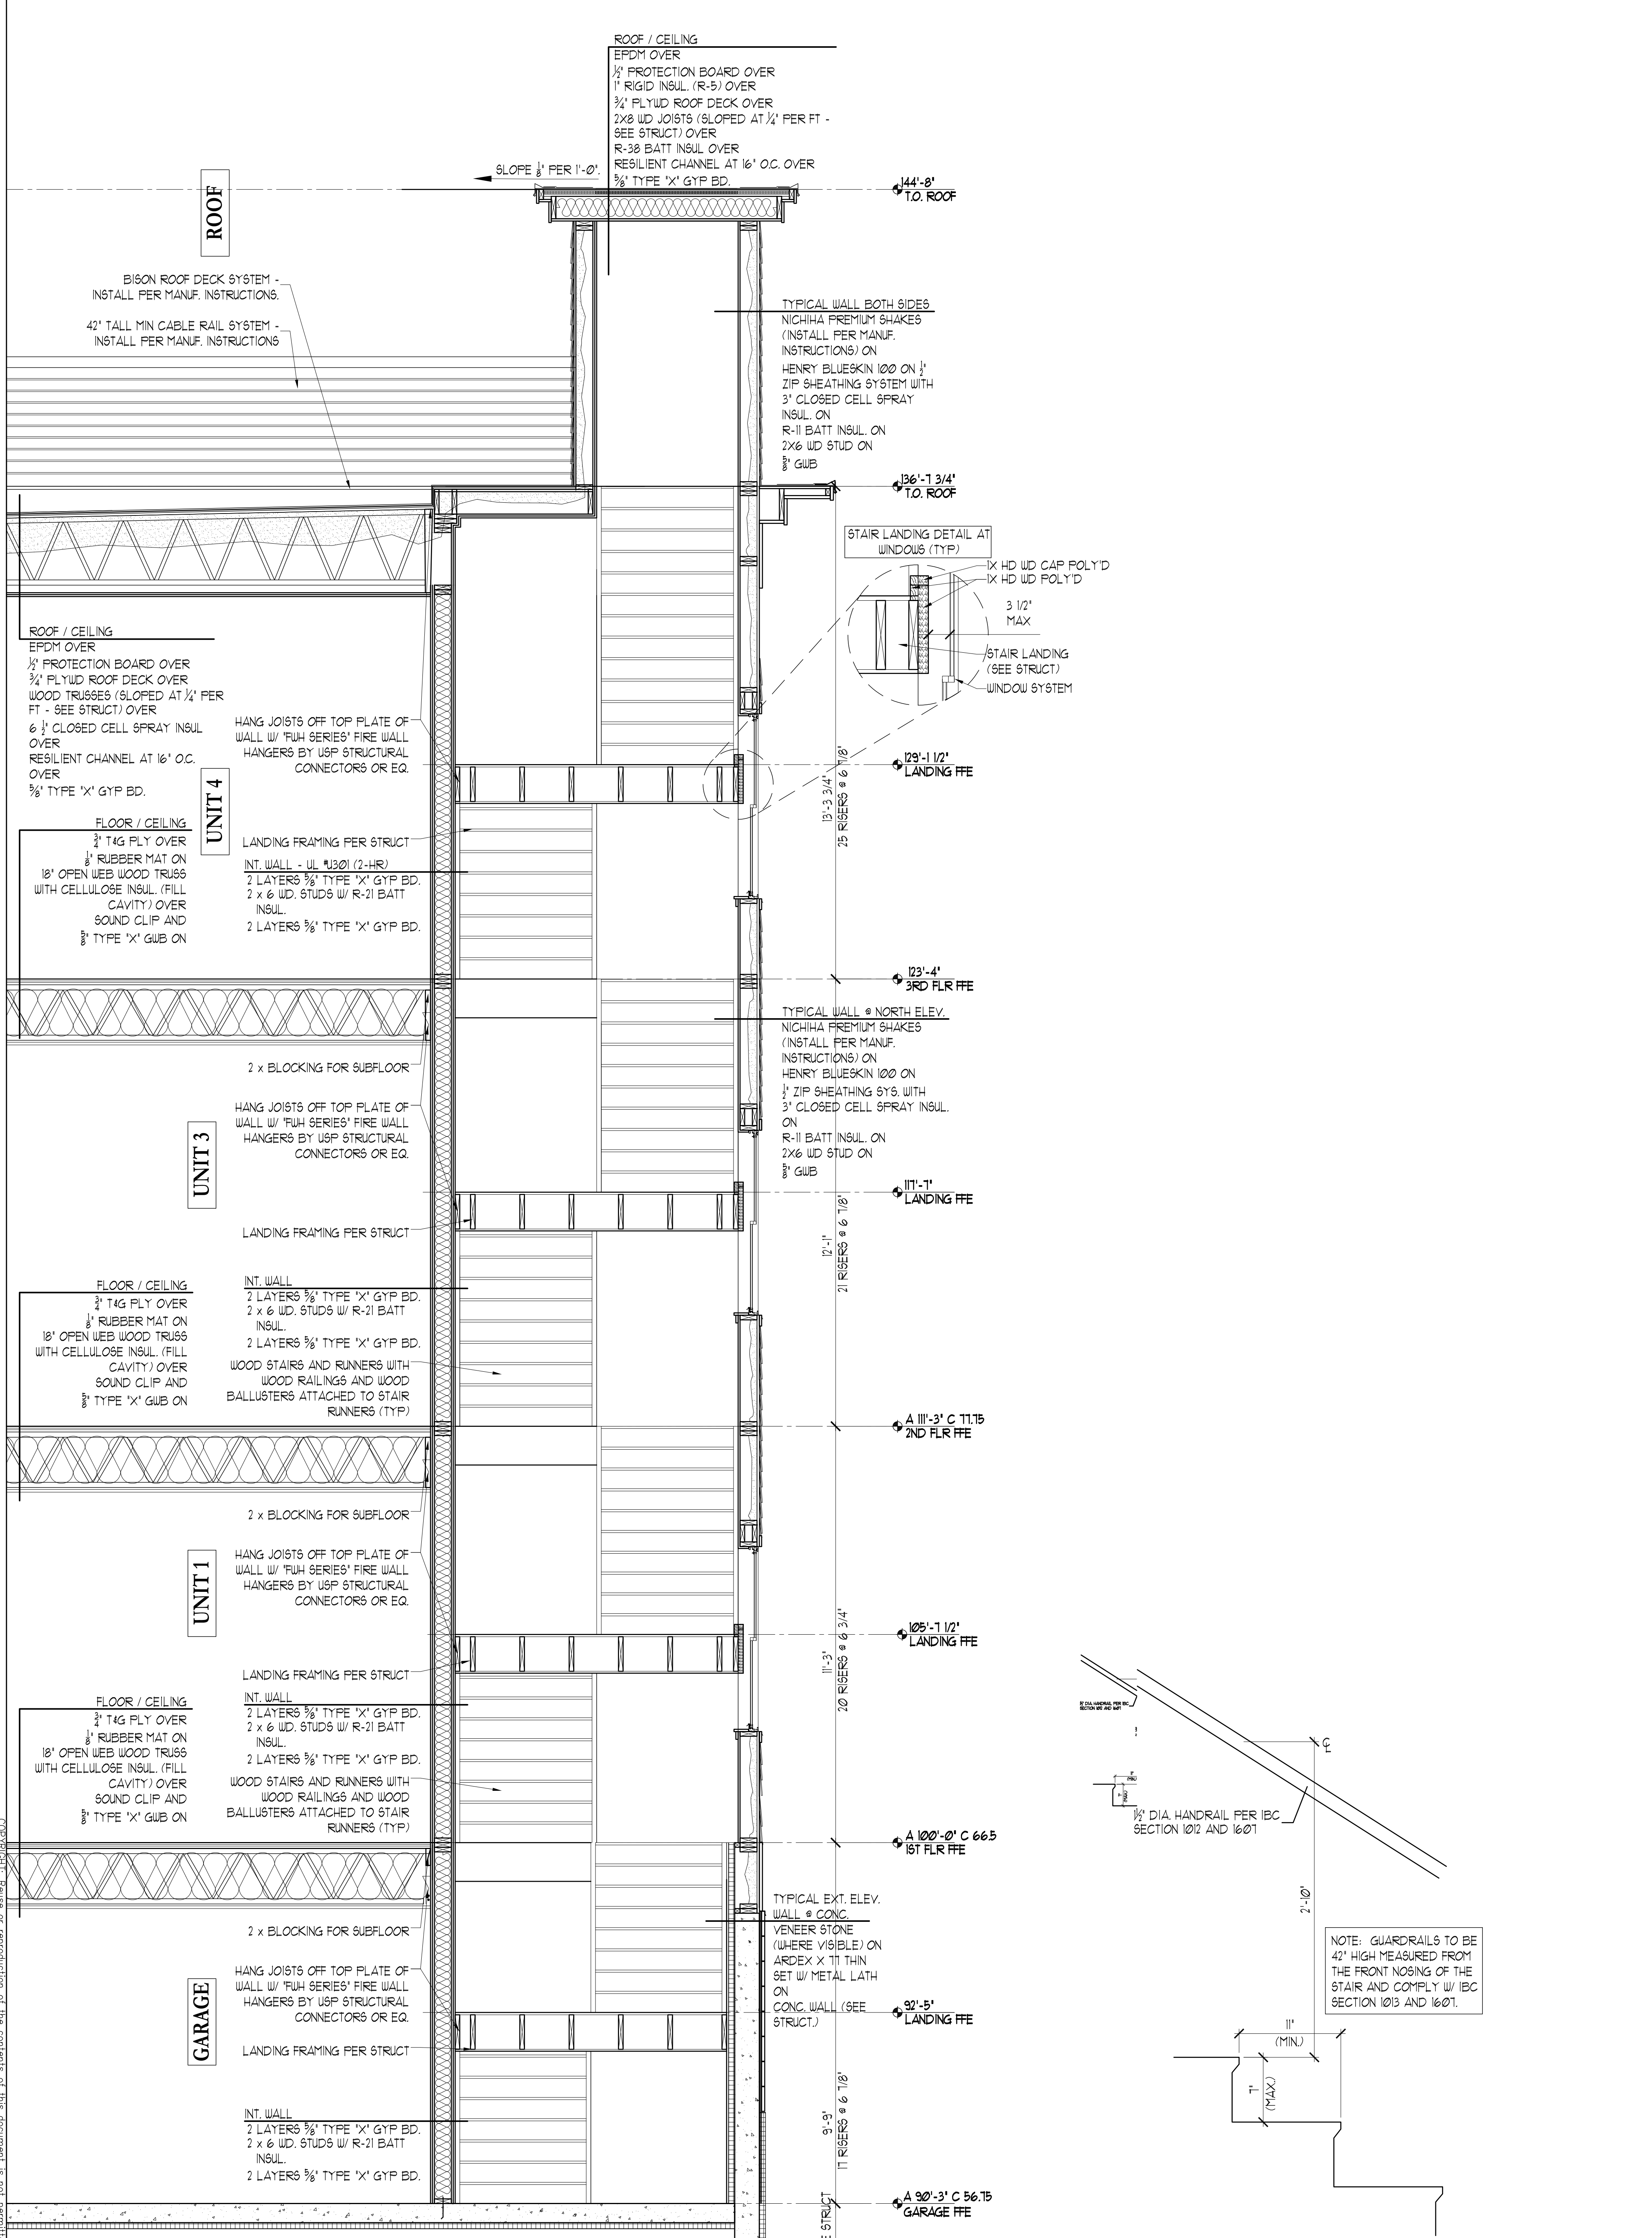 ROOF / CEILING
EPDM OVER
½" PROTECTION BOARD OVER
1" RIGID INSUL. (R-5) OVER
¾" PLYWD ROOF DECK OVER
2X8 WD JOISTS (SLOPED AT ¼" PER FT -
SEE STRUCT) OVER
R-38 BATT INSUL OVER
RESILIENT CHANNEL AT 16" O.C. OVER
⅝" TYPE "X" GYP BD.
SLOPE ⅛" PER 1'-0".
144'-8"
T.O. ROOF
ROOF
BISON ROOF DECK SYSTEM -
INSTALL PER MANUF. INSTRUCTIONS.
42" TALL MIN CABLE RAIL SYSTEM -
INSTALL PER MANUF. INSTRUCTIONS
TYPICAL WALL BOTH SIDES
NICHIHA PREMIUM SHAKES
(INSTALL PER MANUF.
INSTRUCTIONS) ON
HENRY BLUESKIN 100 ON ½"
ZIP SHEATHING SYSTEM WITH
3" CLOSED CELL SPRAY
INSUL. ON
R-11 BATT INSUL. ON
2X6 WD STUD ON
⅝" GWB
136'-7 3/4"
T.O. ROOF
STAIR LANDING DETAIL AT
WINDOWS (TYP)
1X HD WD CAP POLY'D
1X HD WD POLY'D
3 1/2"
MAX
STAIR LANDING
(SEE STRUCT)
WINDOW SYSTEM
ROOF / CEILING
EPDM OVER
½" PROTECTION BOARD OVER
¾" PLYWD ROOF DECK OVER
WOOD TRUSSES (SLOPED AT ¼" PER
FT - SEE STRUCT) OVER
6 ½" CLOSED CELL SPRAY INSUL
OVER
RESILIENT CHANNEL AT 16" O.C.
OVER
⅝" TYPE "X" GYP BD.
UNIT 4
HANG JOISTS OFF TOP PLATE OF
WALL W/ "FWH SERIES" FIRE WALL
HANGERS BY USP STRUCTURAL
CONNECTORS OR EQ.
129'-1 1/2"
LANDING FFE
13'-3 3/4"
25 RISERS @ 6 7/8"
FLOOR / CEILING
¾" T&G PLY OVER
⅛" RUBBER MAT ON
18" OPEN WEB WOOD TRUSS
WITH CELLULOSE INSUL. (FILL
CAVITY) OVER
SOUND CLIP AND
⅝" TYPE "X" GWB ON
LANDING FRAMING PER STRUCT
INT. WALL - UL #U301 (2-HR)
2 LAYERS ⅝" TYPE "X" GYP BD.
2 x 6 WD. STUDS W/ R-21 BATT
INSUL.
2 LAYERS ⅝" TYPE "X" GYP BD.
123'-4"
3RD FLR FFE
TYPICAL WALL @ NORTH ELEV.
NICHIHA PREMIUM SHAKES
(INSTALL PER MANUF.
INSTRUCTIONS) ON
HENRY BLUESKIN 100 ON
½" ZIP SHEATHING SYS. WITH
3" CLOSED CELL SPRAY INSUL.
ON
R-11 BATT INSUL. ON
2X6 WD STUD ON
⅝" GWB
2 x BLOCKING FOR SUBFLOOR
UNIT 3
HANG JOISTS OFF TOP PLATE OF
WALL W/ "FWH SERIES" FIRE WALL
HANGERS BY USP STRUCTURAL
CONNECTORS OR EQ.
117'-7"
LANDING FFE
12'-1"
21 RISERS @ 6 7/8"
LANDING FRAMING PER STRUCT
FLOOR / CEILING
¾" T&G PLY OVER
⅛" RUBBER MAT ON
18" OPEN WEB WOOD TRUSS
WITH CELLULOSE INSUL. (FILL
CAVITY) OVER
SOUND CLIP AND
⅝" TYPE "X" GWB ON
INT. WALL
2 LAYERS ⅝" TYPE "X" GYP BD.
2 x 6 WD. STUDS W/ R-21 BATT
INSUL.
2 LAYERS ⅝" TYPE "X" GYP BD.
WOOD STAIRS AND RUNNERS WITH
WOOD RAILINGS AND WOOD
BALLUSTERS ATTACHED TO STAIR
RUNNERS (TYP)
A 111'-3" C 77.75
2ND FLR FFE
2 x BLOCKING FOR SUBFLOOR
UNIT 1
HANG JOISTS OFF TOP PLATE OF
WALL W/ "FWH SERIES" FIRE WALL
HANGERS BY USP STRUCTURAL
CONNECTORS OR EQ.
105'-7 1/2"
LANDING FFE
11'-3"
20 RISERS @ 6 3/4"
LANDING FRAMING PER STRUCT
FLOOR / CEILING
¾" T&G PLY OVER
⅛" RUBBER MAT ON
18" OPEN WEB WOOD TRUSS
WITH CELLULOSE INSUL. (FILL
CAVITY) OVER
SOUND CLIP AND
⅝" TYPE "X" GWB ON
INT. WALL
2 LAYERS ⅝" TYPE "X" GYP BD.
2 x 6 WD. STUDS W/ R-21 BATT
INSUL.
2 LAYERS ⅝" TYPE "X" GYP BD.
WOOD STAIRS AND RUNNERS WITH
WOOD RAILINGS AND WOOD
BALLUSTERS ATTACHED TO STAIR
RUNNERS (TYP)
A 100'-0" C 66.5
1ST FLR FFE
1½" DIA. HANDRAIL PER IBC
SECTION 1012 AND 1607
2'-10"
TYPICAL EXT. ELEV.
WALL @ CONC.
VENEER STONE
(WHERE VISIBLE) ON
ARDEX X 77 THIN
SET W/ METAL LATH
ON
CONC. WALL (SEE
STRUCT.)
2 x BLOCKING FOR SUBFLOOR
GARAGE
HANG JOISTS OFF TOP PLATE OF
WALL W/ "FWH SERIES" FIRE WALL
HANGERS BY USP STRUCTURAL
CONNECTORS OR EQ.
92'-5"
LANDING FFE
NOTE: GUARDRAILS TO BE
42" HIGH MEASURED FROM
THE FRONT NOSING OF THE
STAIR AND COMPLY W/ IBC
SECTION 1013 AND 1607.
11"
(MIN.)
7"
(MAX.)
LANDING FRAMING PER STRUCT
9'-9"
17 RISERS @ 6 7/8"
INT. WALL
2 LAYERS ⅝" TYPE "X" GYP BD.
2 x 6 WD. STUDS W/ R-21 BATT
INSUL.
2 LAYERS ⅝" TYPE "X" GYP BD.
A 90'-3" C 56.75
GARAGE FFE
STRUCT
COPYRIGHT: Reuse or reproduction of the contents of this document is not